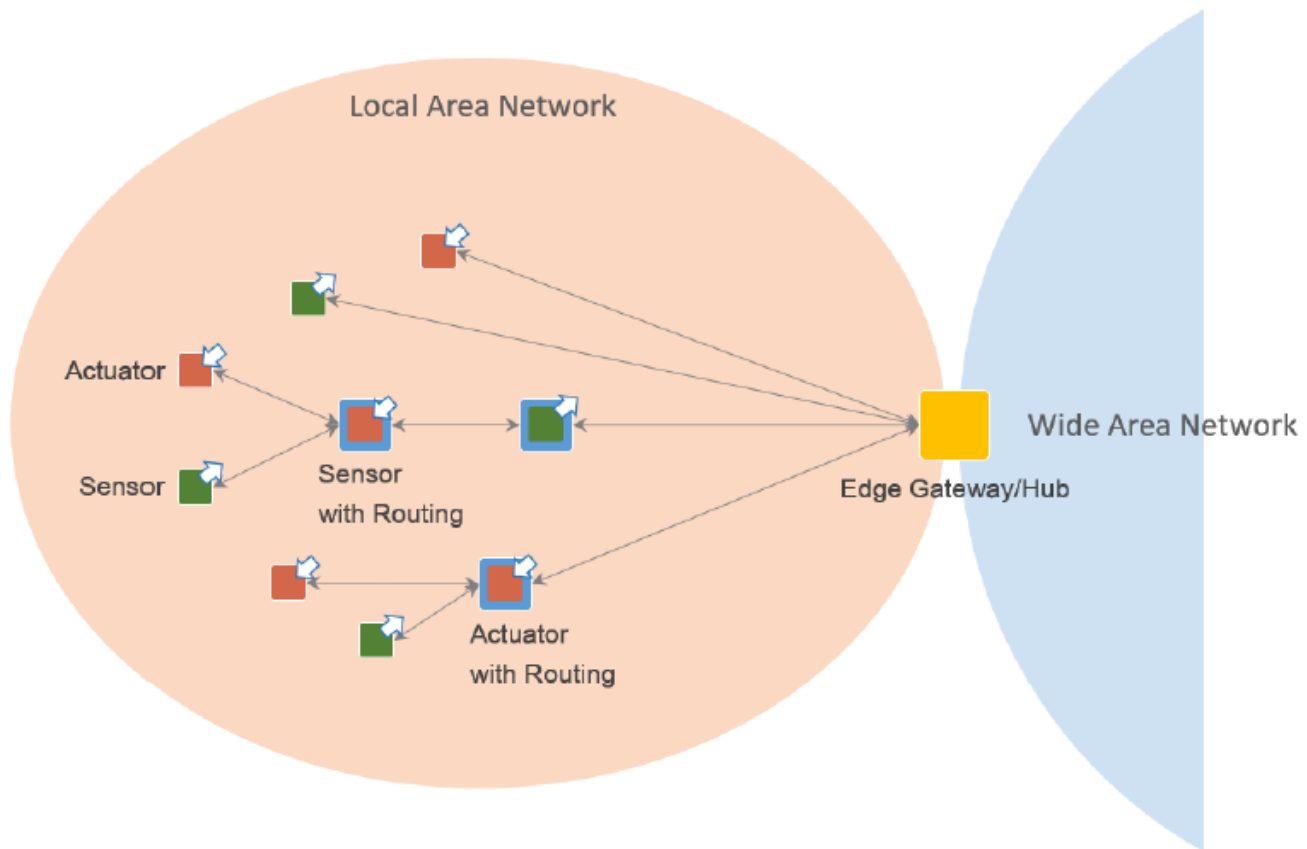 Local Area Network
Actuator
Sensor
Sensor
with Routing
Actuator
with Routing
Edge Gateway/Hub
Wide Area Network